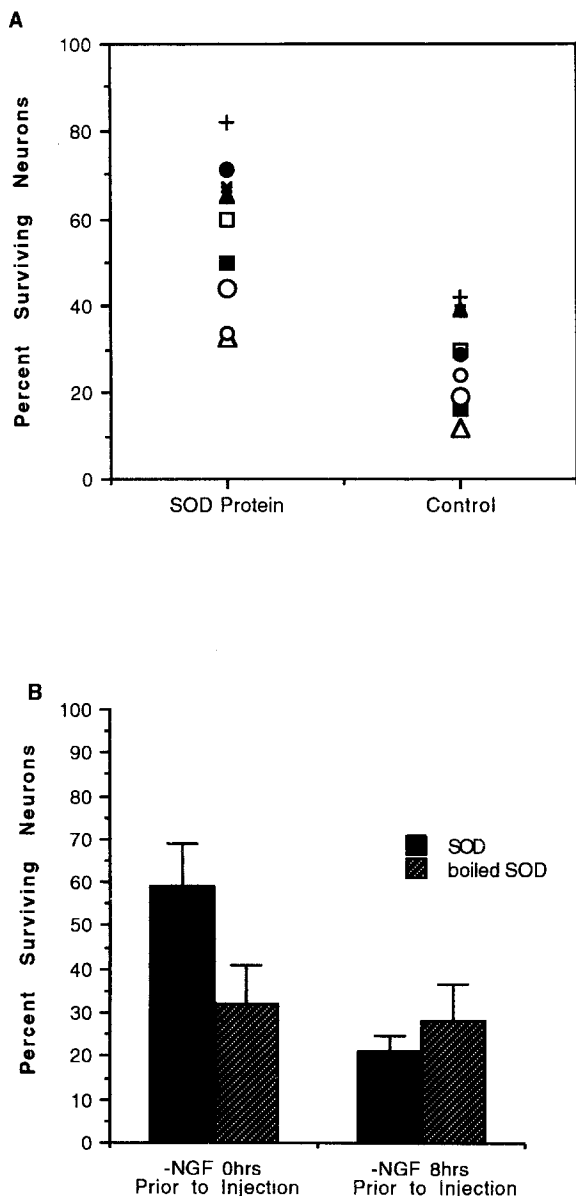 A
100
80
60
40
20
0
Percent Surviving Neurons
SOD Protein
Control
B
100
90
80
70
60
50
40
30
20
10
0
Percent Surviving Neurons
SOD
boiled SOD
-NGF 0hrs
Prior to Injection
-NGF 8hrs
Prior to Injection